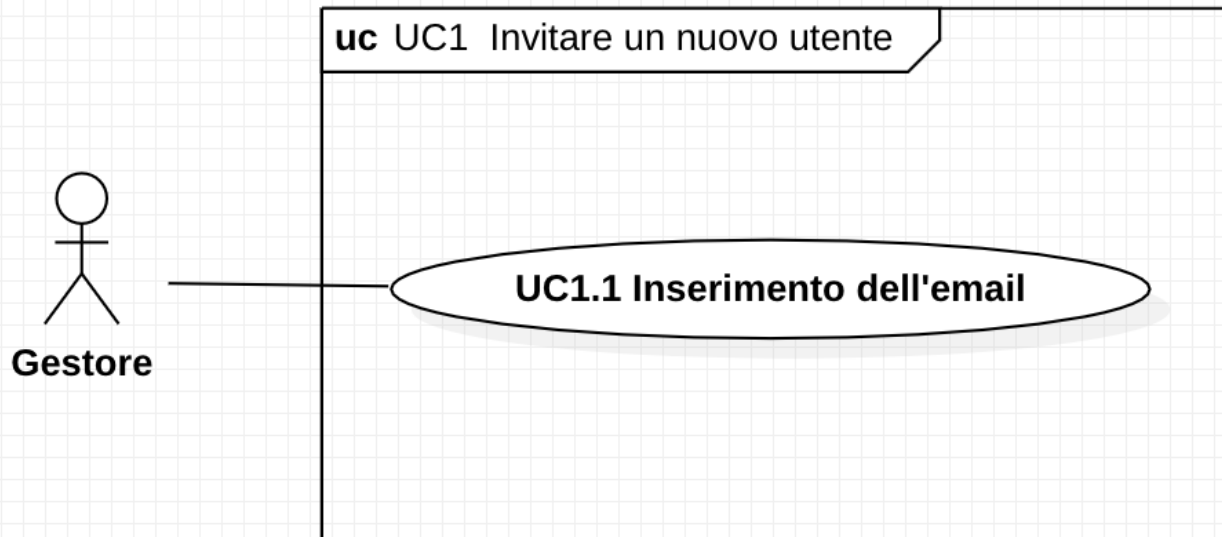 uc UC1 Invitare un nuovo utente
UC1.1 Inserimento dell'email
Gestore